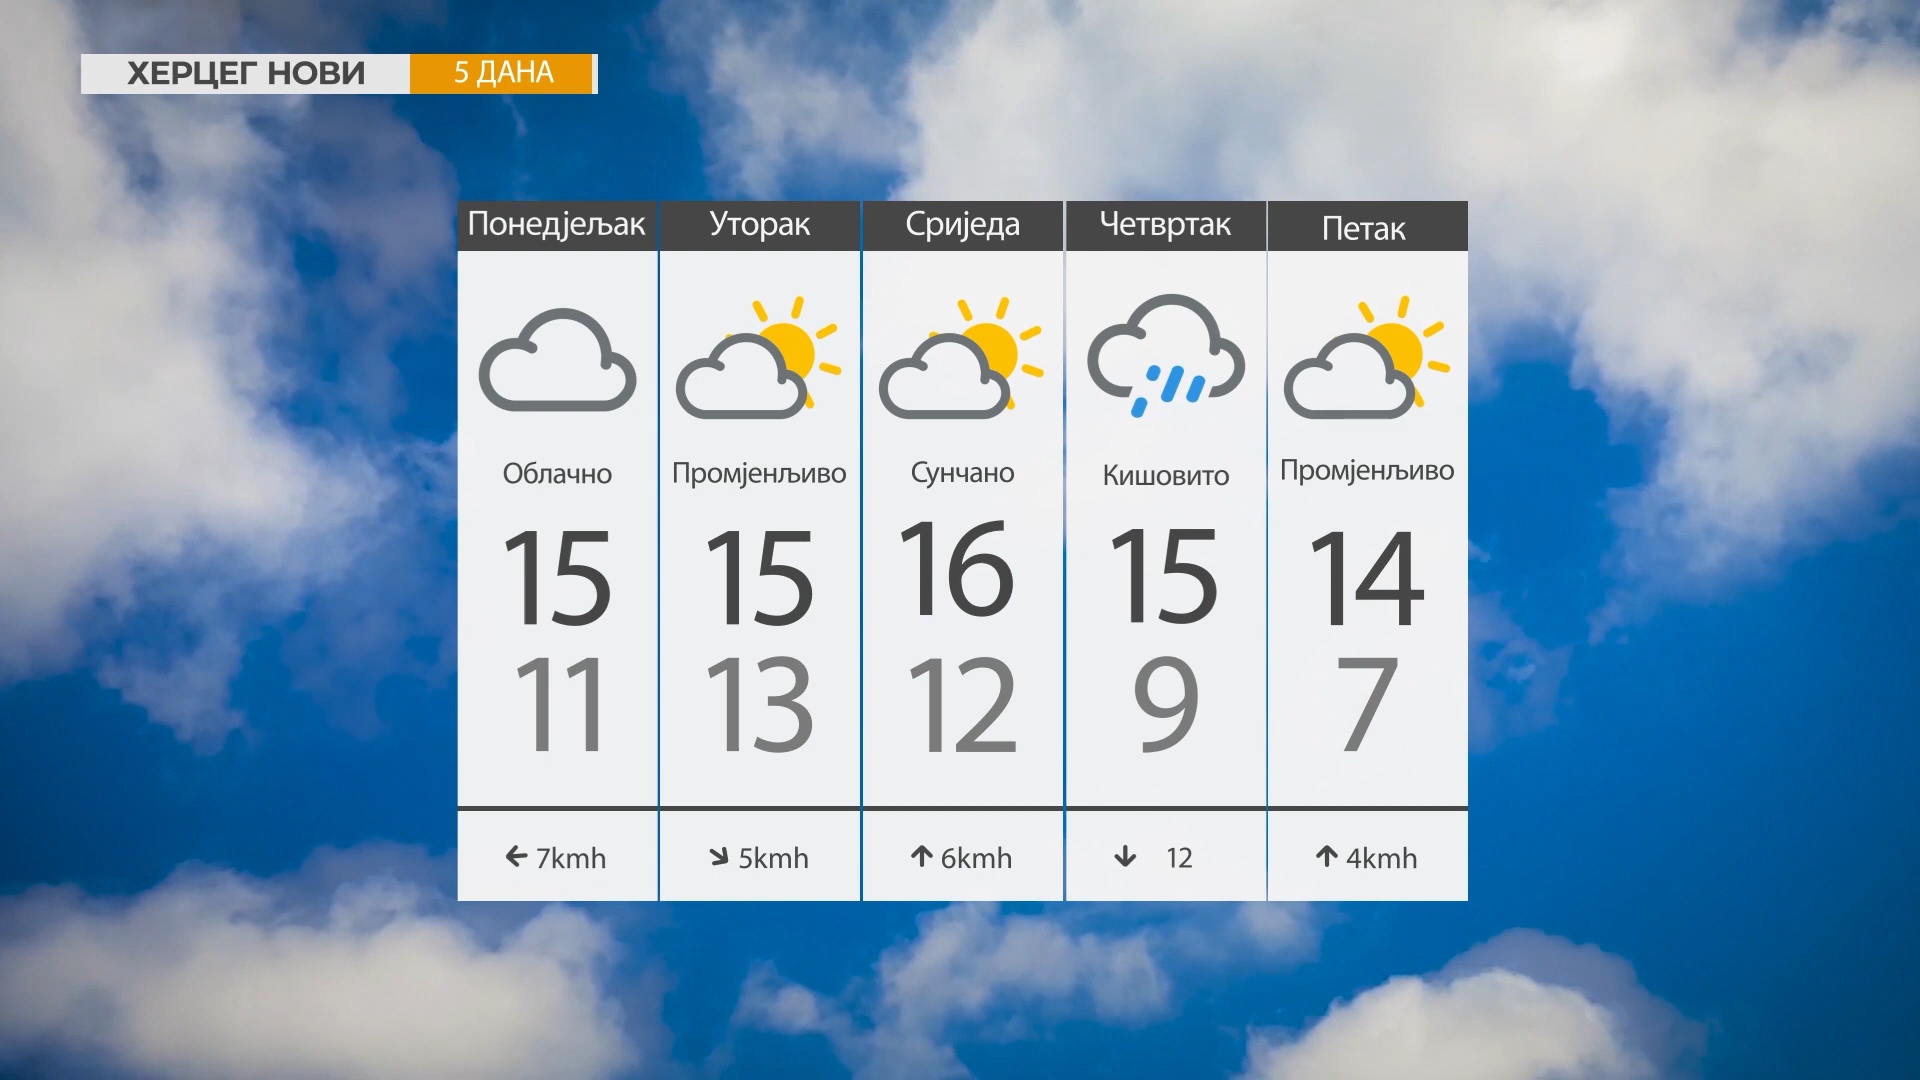 ХЕРЦЕГ НОВИ 5 ДАНА
Понедјељак Уторак Сриједа Четвртак Петак
Облачно Промјенљиво Сунчано Кишовито Промјенљиво
15 15 16 15 14
11 13 12 9 7
7kmh 5kmh 6kmh 12 4kmh